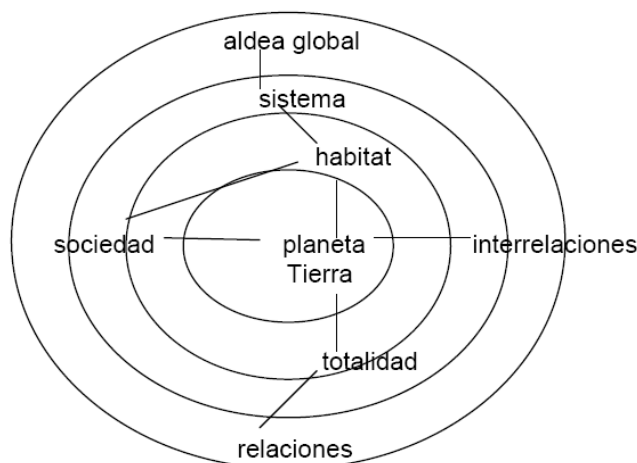 aldea global
sistema
habitat
sociedad
planeta
Tierra
interrelaciones
totalidad
relaciones